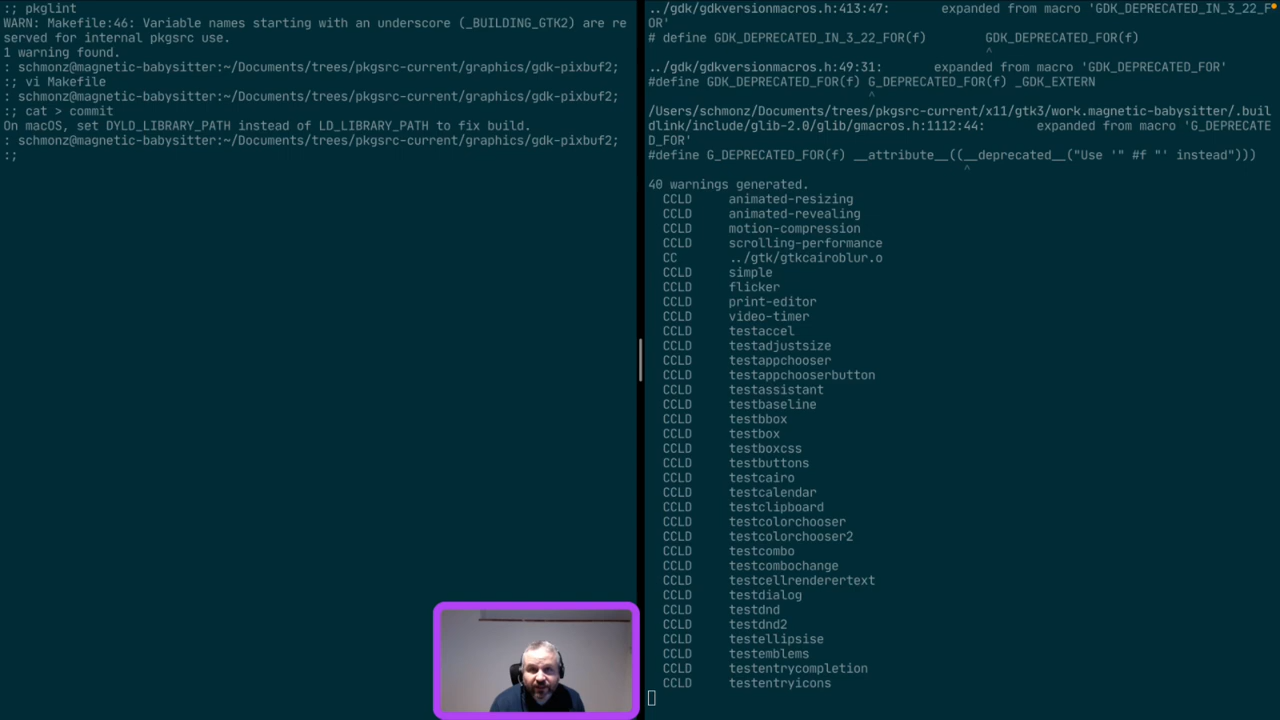 :; pkglint
WARN: Makefile:46: Variable names starting with an underscore (_BUILDING_GTK2) are re
served for internal pkgsrc use.
1 warning found.
: schmonz@magnetic-babysitter:~/Documents/trees/pkgsrc-current/graphics/gdk-pixbuf2;
:; vi Makefile
: schmonz@magnetic-babysitter:~/Documents/trees/pkgsrc-current/graphics/gdk-pixbuf2;
:; cat > commit
On macOS, set DYLD_LIBRARY_PATH instead of LD_LIBRARY_PATH to fix build.
: schmonz@magnetic-babysitter:~/Documents/trees/pkgsrc-current/graphics/gdk-pixbuf2;
:;
../gdk/gdkversionmacros.h:413:47:       expanded from macro 'GDK_DEPRECATED_IN_3_22_F
OR'
# define GDK_DEPRECATED_IN_3_22_FOR(f)        GDK_DEPRECATED_FOR(f)
^
../gdk/gdkversionmacros.h:49:31:       expanded from macro 'GDK_DEPRECATED_FOR'
#define GDK_DEPRECATED_FOR(f) G_DEPRECATED_FOR(f) _GDK_EXTERN
^
/Users/schmonz/Documents/trees/pkgsrc-current/x11/gtk3/work.magnetic-babysitter/.buil
dlink/include/glib-2.0/glib/gmacros.h:1112:44:       expanded from macro 'G_DEPRECATE
D_FOR'
#define G_DEPRECATED_FOR(f) __attribute__((__deprecated__("Use '" #f "' instead")))
^
40 warnings generated.
  CCLD     animated-resizing
  CCLD     animated-revealing
  CCLD     motion-compression
  CCLD     scrolling-performance
  CC       ../gtk/gtkcairoblur.o
  CCLD     simple
  CCLD     flicker
  CCLD     print-editor
  CCLD     video-timer
  CCLD     testaccel
  CCLD     testadjustsize
  CCLD     testappchooser
  CCLD     testappchooserbutton
  CCLD     testassistant
  CCLD     testbaseline
  CCLD     testbbox
  CCLD     testbox
  CCLD     testboxcss
  CCLD     testbuttons
  CCLD     testcairo
  CCLD     testcalendar
  CCLD     testclipboard
  CCLD     testcolorchooser
  CCLD     testcolorchooser2
  CCLD     testcombo
  CCLD     testcombochange
  CCLD     testcellrenderertext
  CCLD     testdialog
  CCLD     testdnd
  CCLD     testdnd2
  CCLD     testellipsise
  CCLD     testemblems
  CCLD     testentrycompletion
  CCLD     testentryicons